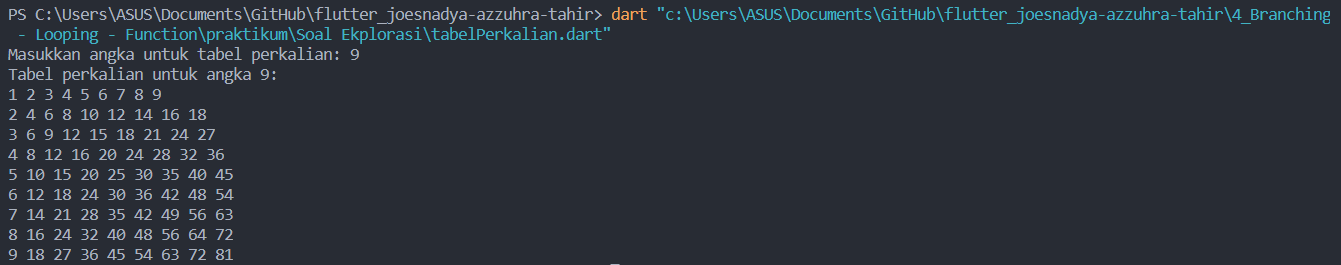 PS C:\Users\ASUS\Documents\GitHub\flutter_joesnadya-azzuhra-tahir> dart "c:\Users\ASUS\Documents\GitHub\flutter_joesnadya-azzuhra-tahir\4_Branching
 - Looping - Function\praktikum\Soal Ekplorasi\tabelPerkalian.dart"
Masukkan angka untuk tabel perkalian: 9
Tabel perkalian untuk angka 9:
1 2 3 4 5 6 7 8 9
2 4 6 8 10 12 14 16 18
3 6 9 12 15 18 21 24 27
4 8 12 16 20 24 28 32 36
5 10 15 20 25 30 35 40 45
6 12 18 24 30 36 42 48 54
7 14 21 28 35 42 49 56 63
8 16 24 32 40 48 56 64 72
9 18 27 36 45 54 63 72 81